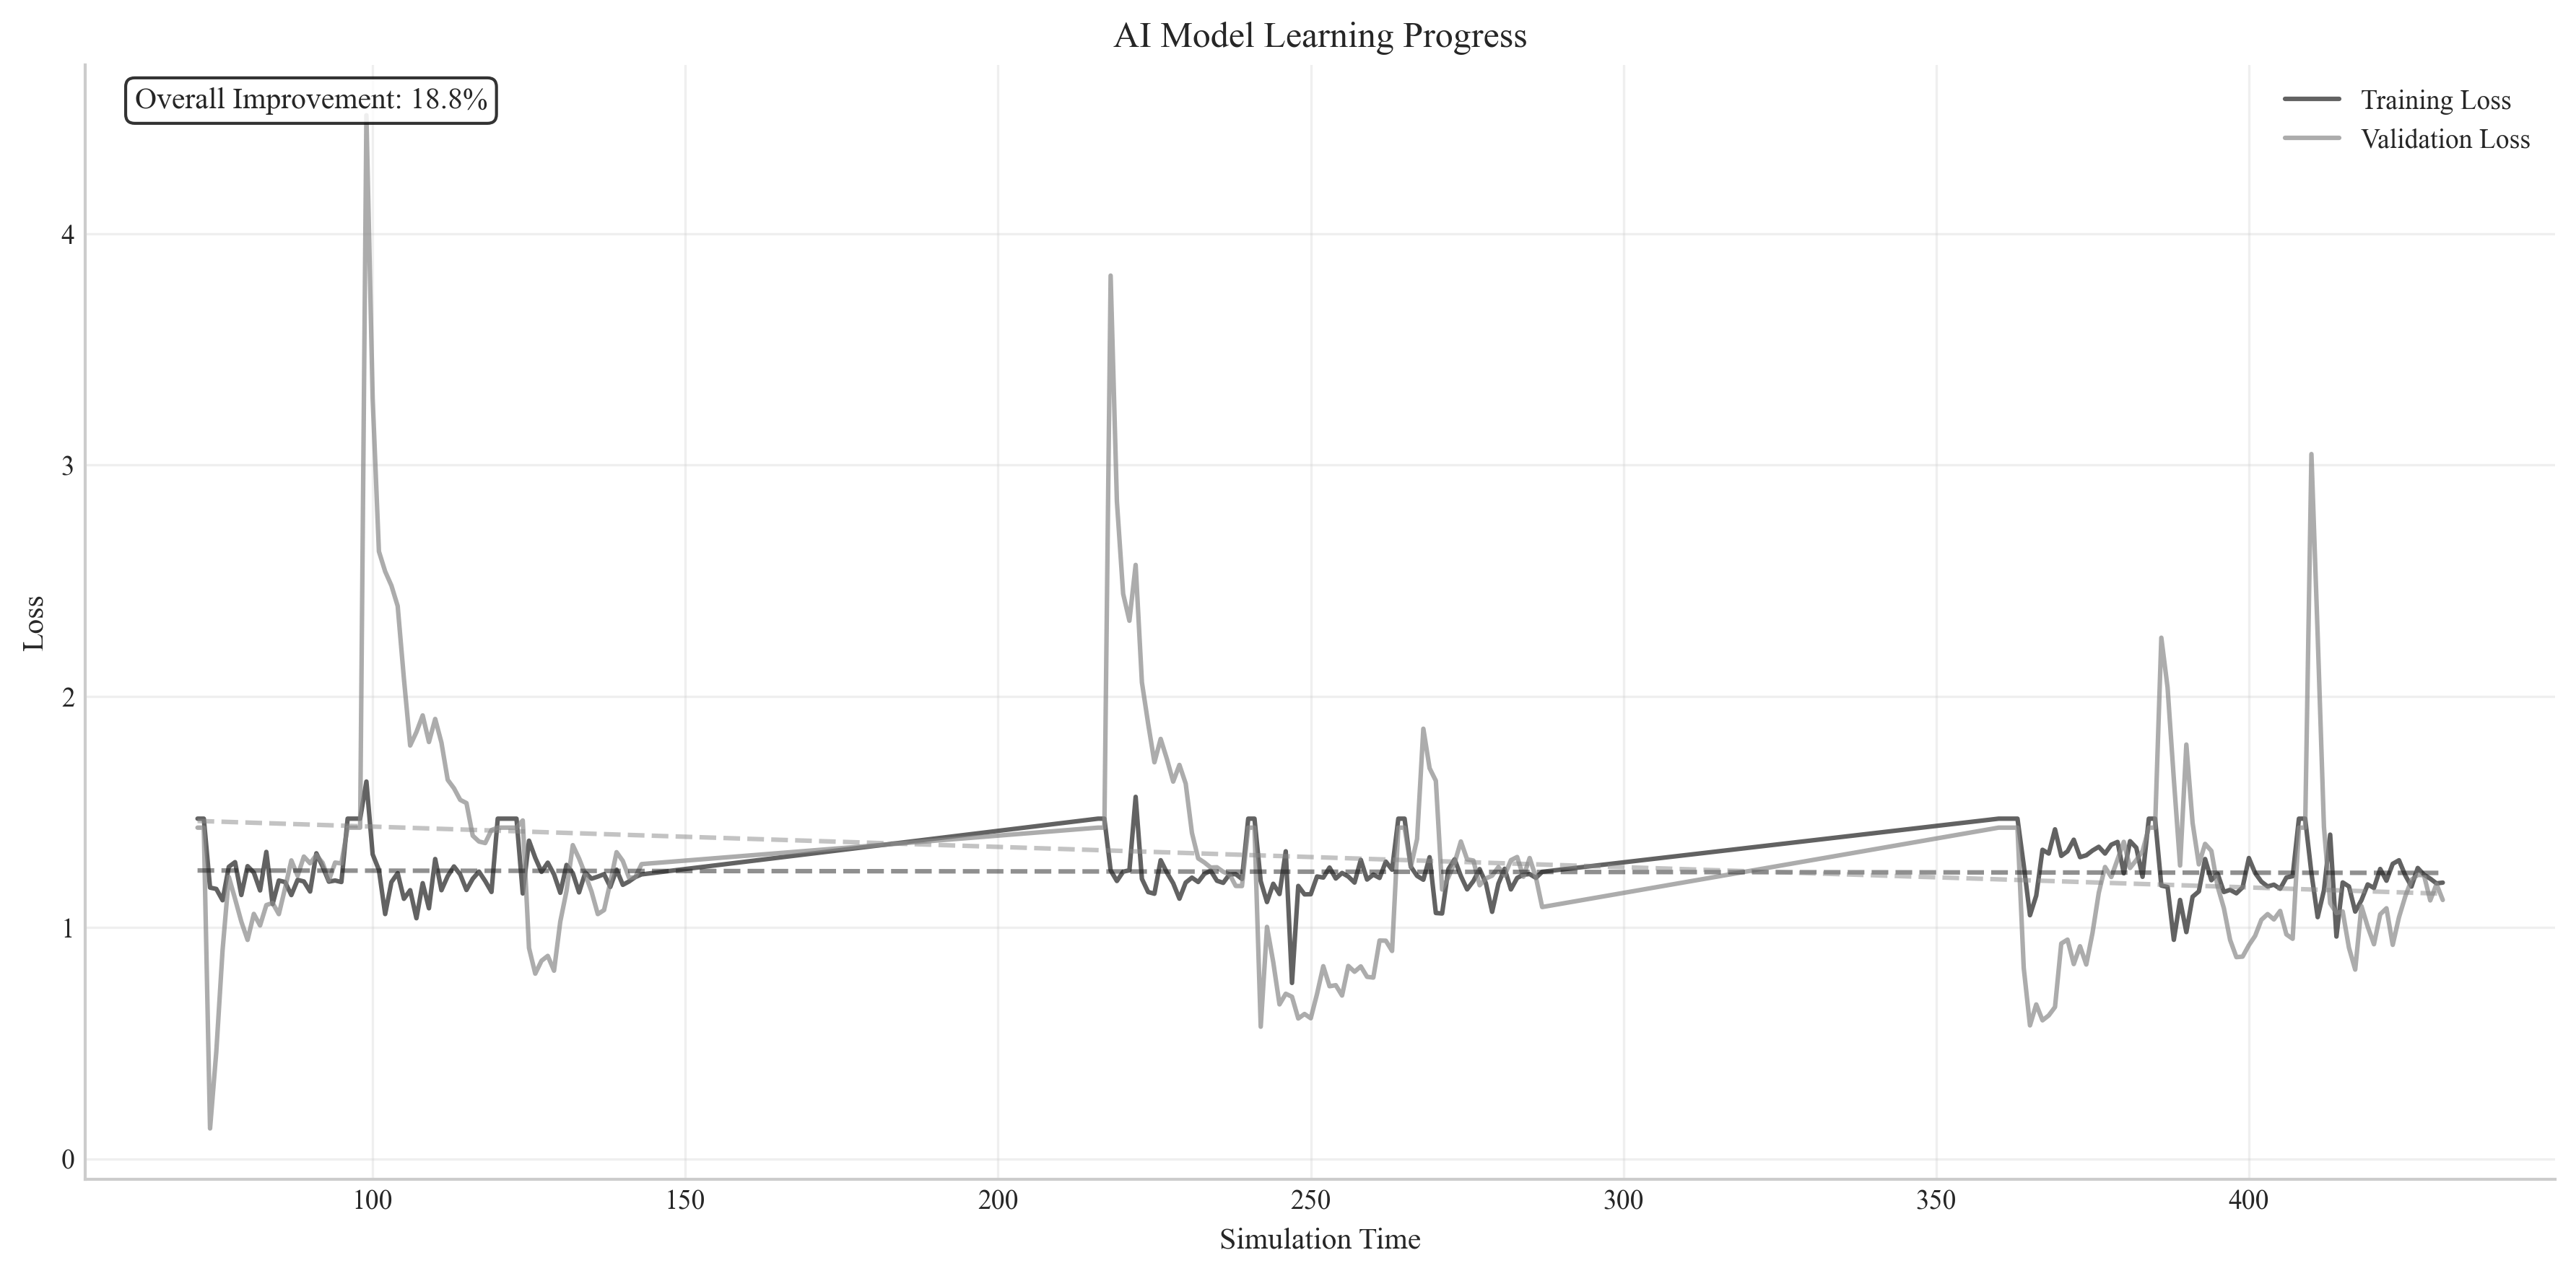 AI Model Learning Progress
Overall Improvement: 18.8%
Training Loss
Validation Loss
4
3
2
1
0
Loss
100
150
200
250
300
350
400
Simulation Time